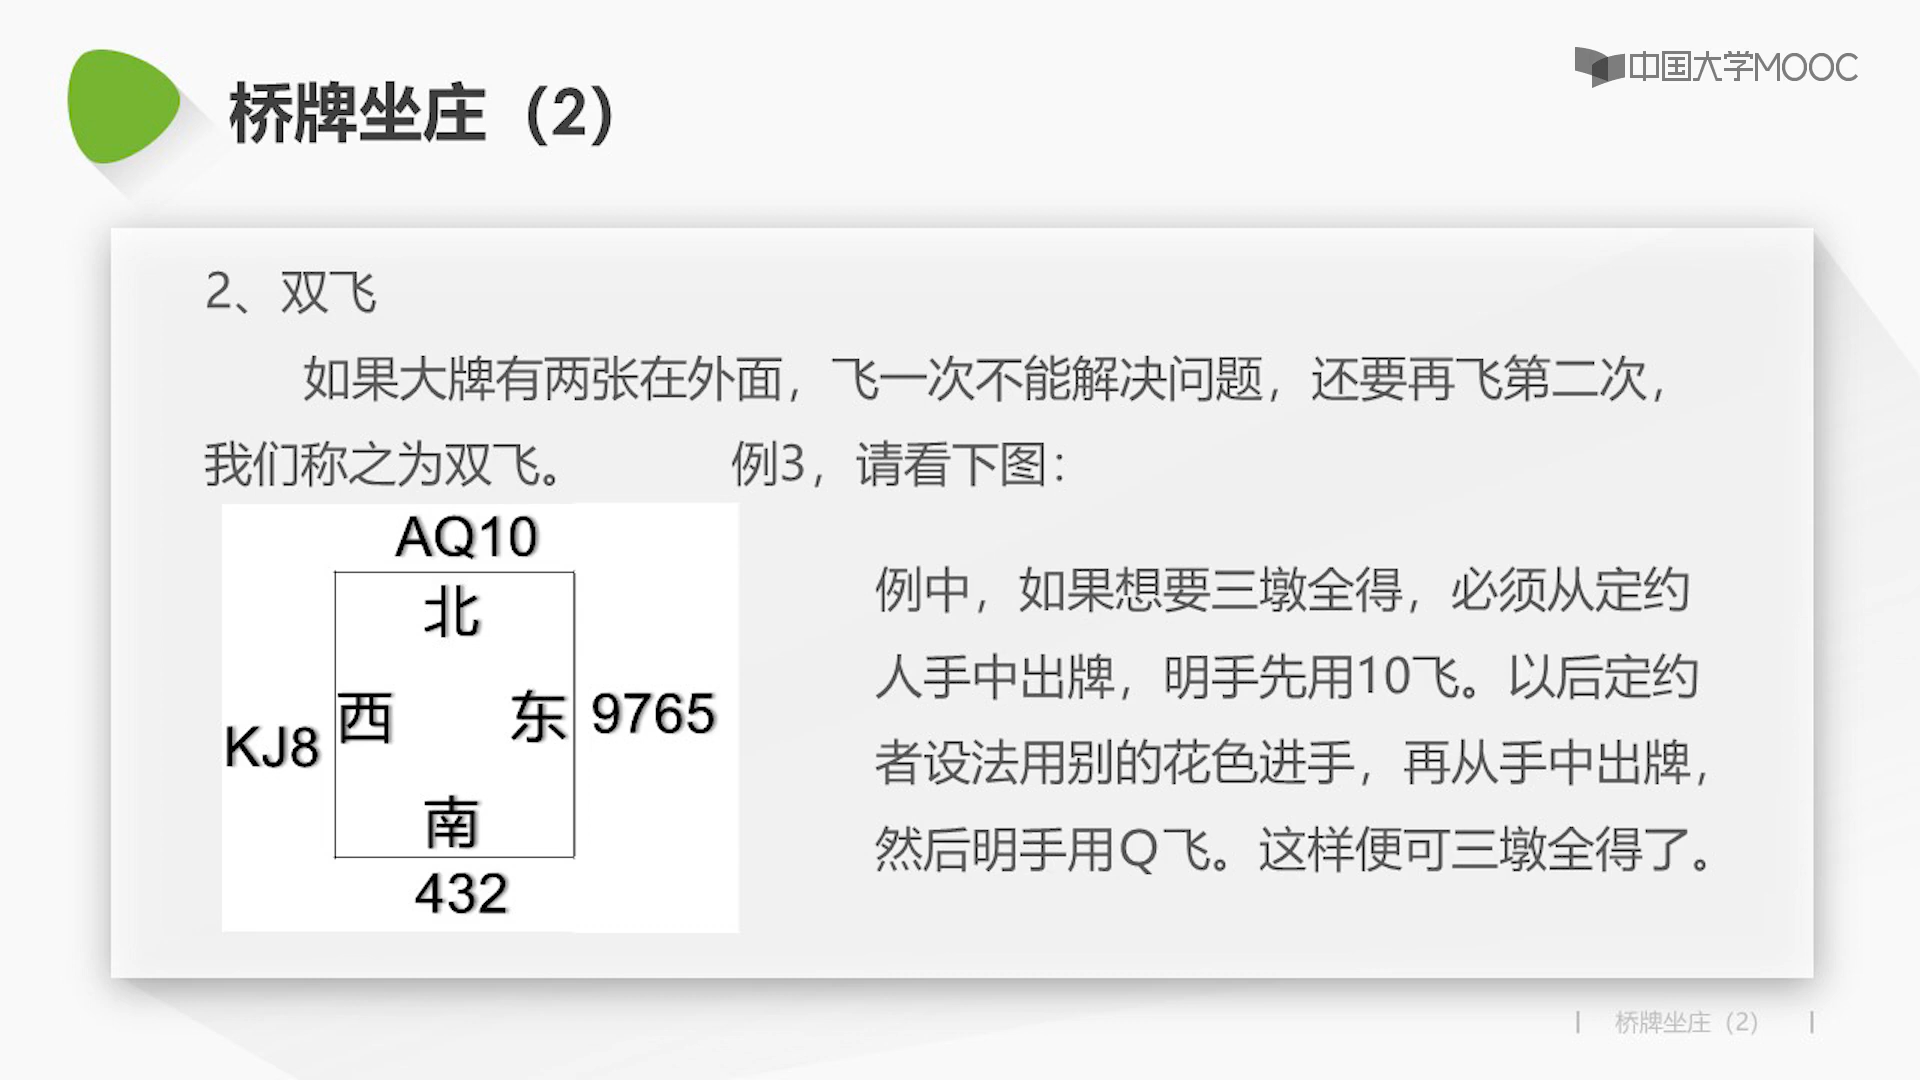 中国大学MOOC
桥牌坐庄（2）
2、双飞
如果大牌有两张在外面，飞一次不能解决问题，还要再飞第二次，
我们称之为双飞。 例3，请看下图：
AQ10
北
西 东 9765
KJ8
南
432
例中，如果想要三墩全得，必须从定约
人手中出牌，明手先用10飞。以后定约
者设法用别的花色进手，再从手中出牌，
然后明手用Q飞。这样便可三墩全得了。
桥牌坐庄（2）